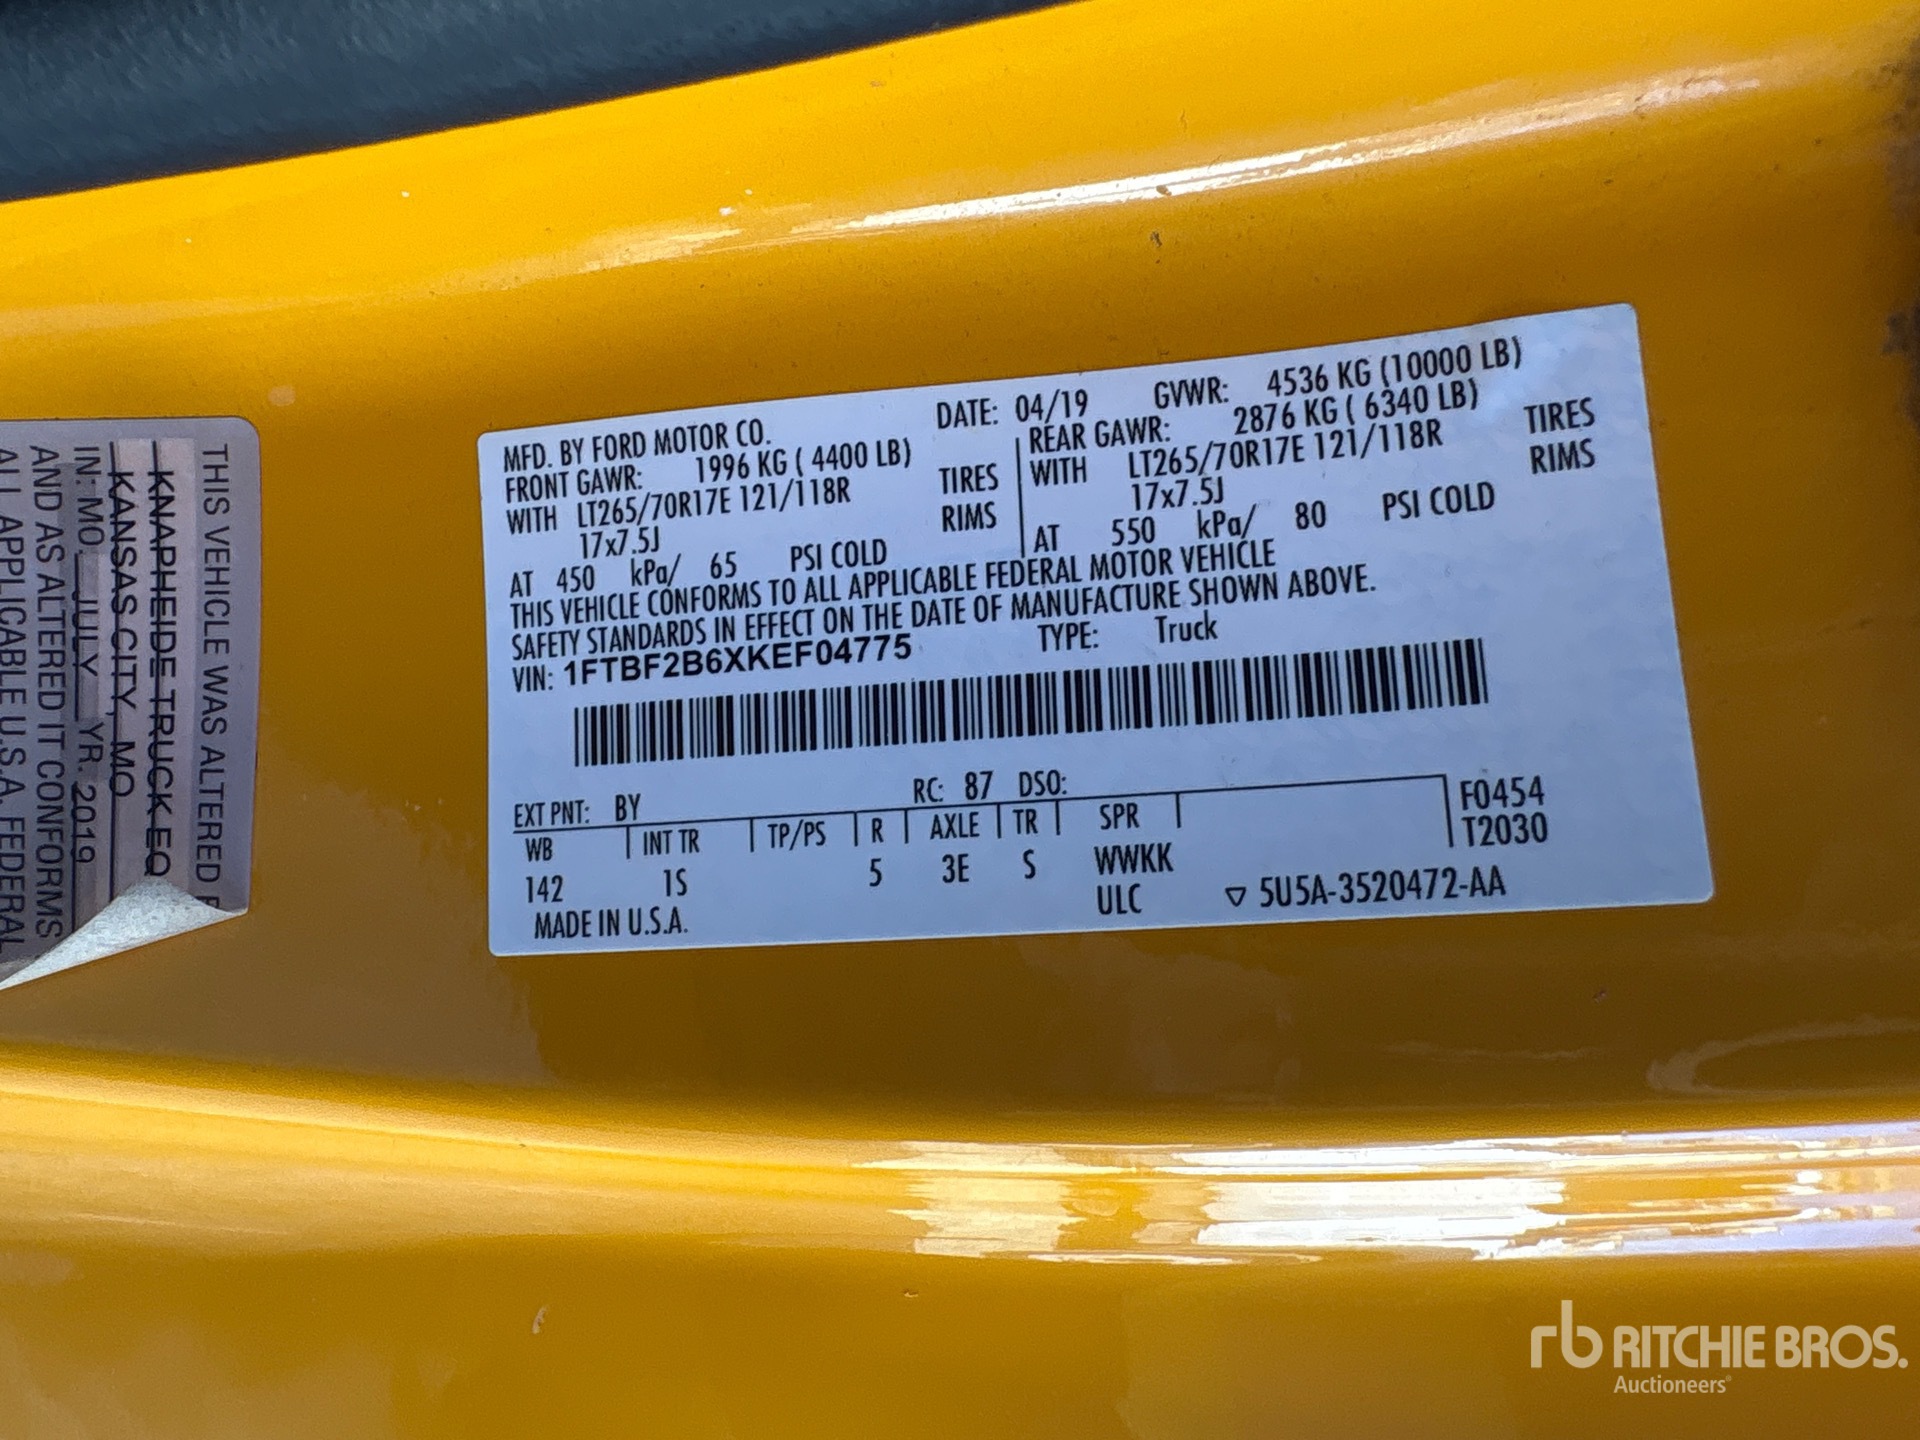 MFD. BY FORD MOTOR CO.
DATE: 04/19
GVWR: 4536 KG (10000 LB)
FRONT GAWR: 1996 KG ( 4400 LB)
WITH LT265/70R17E 121/118R TIRES
17x7.5J RIMS
AT 450 kPa/ 65 PSI COLD
REAR GAWR: 2876 KG ( 6340 LB)
WITH LT265/70R17E 121/118R TIRES
17x7.5J RIMS
AT 550 kPa/ 80 PSI COLD
THIS VEHICLE CONFORMS TO ALL APPLICABLE FEDERAL MOTOR VEHICLE
SAFETY STANDARDS IN EFFECT ON THE DATE OF MANUFACTURE SHOWN ABOVE.
VIN: 1FTBF2B6XKEF04775 TYPE: Truck
EXT PNT: BY RC: 87 DSO:
WB INT TR TP/PS R AXLE TR SPR F0454
142 1S 5 3E S WWKK T2030
MADE IN U.S.A. ULC ▽ 5U5A-3520472-AA
THIS VEHICLE WAS ALTERED
KNAPHEIDE TRUCK EQ
KANSAS CITY, MO
IN: MO. JULY YR. 2019
AND AS ALTERED IT CONFORMS
ALL APPLICABLE U.S.A. FEDERAL
rb RITCHIE BROS.
Auctioneers